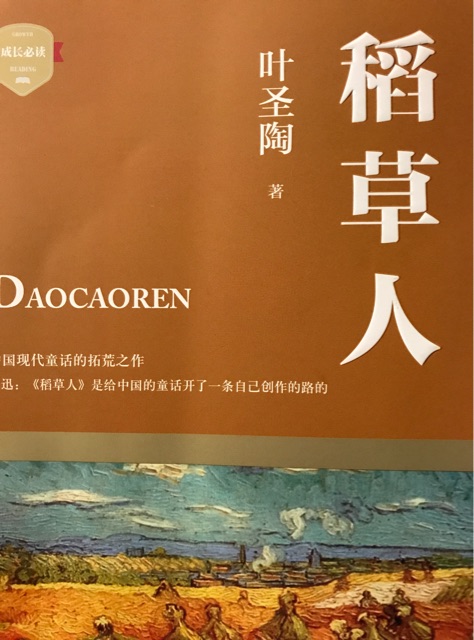 成长必读
READING
稻草人
叶圣陶
著
DAOCAOREN
国现代童话的拓荒之作
迅：《稻草人》是给中国的童话开了一条自己创作的路的